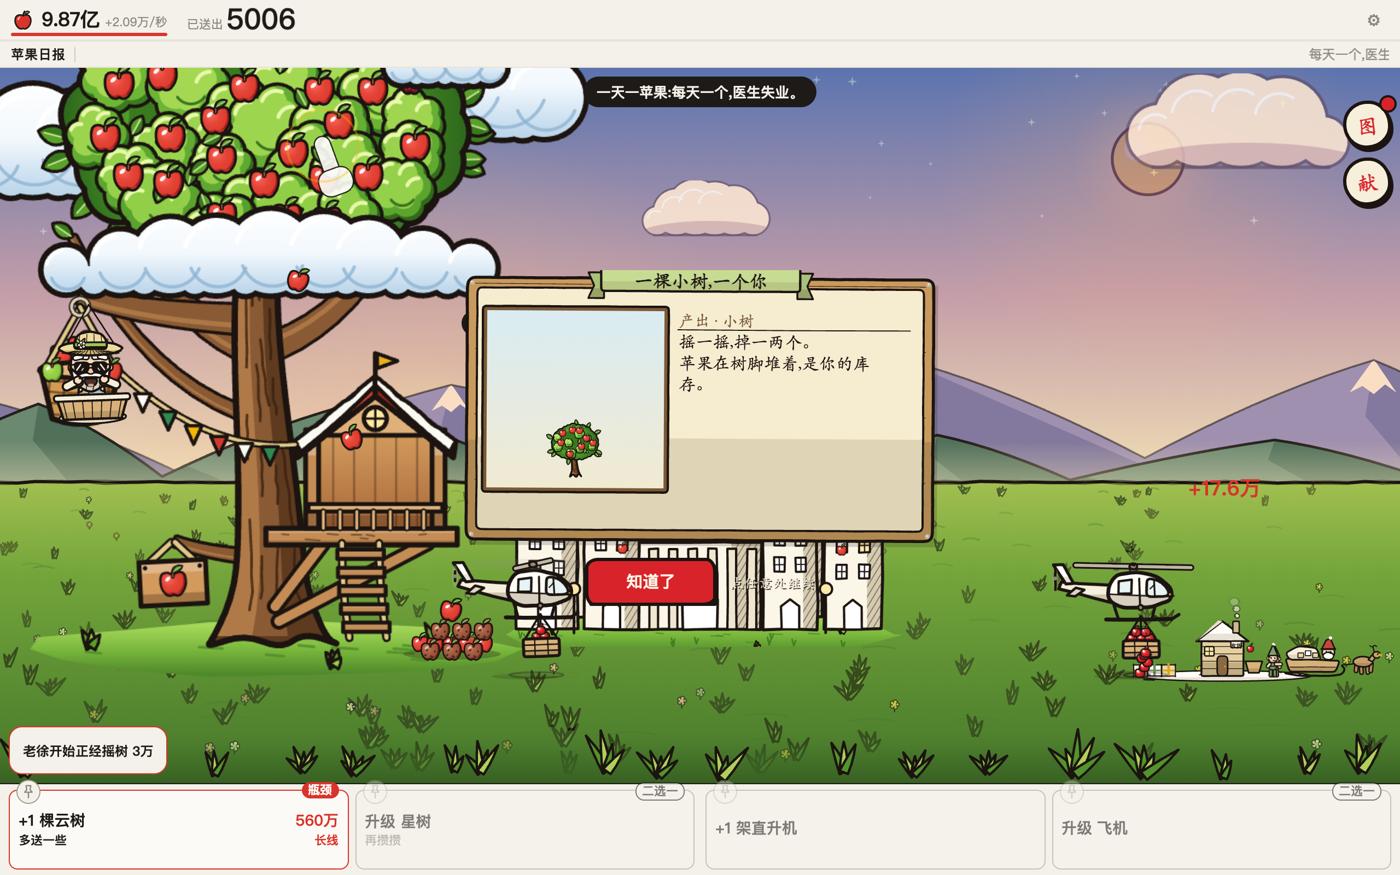 9.87亿 +2.09万/秒 已送出 5006
苹果日报
每天一个,医生
一天一苹果:每天一个,医生失业。
图
献
一棵小树,一个你
产出·小树
摇一摇,掉一两个。
苹果在树脚堆着,是你的库
存。
+17.6万
知道了
点任意处继续
老徐开始正经摇树 3万
瓶颈
+1 棵云树 560万
多送一些 长线
二选一
升级 星树
再攒攒
+1 架直升机
二选一
升级 飞机